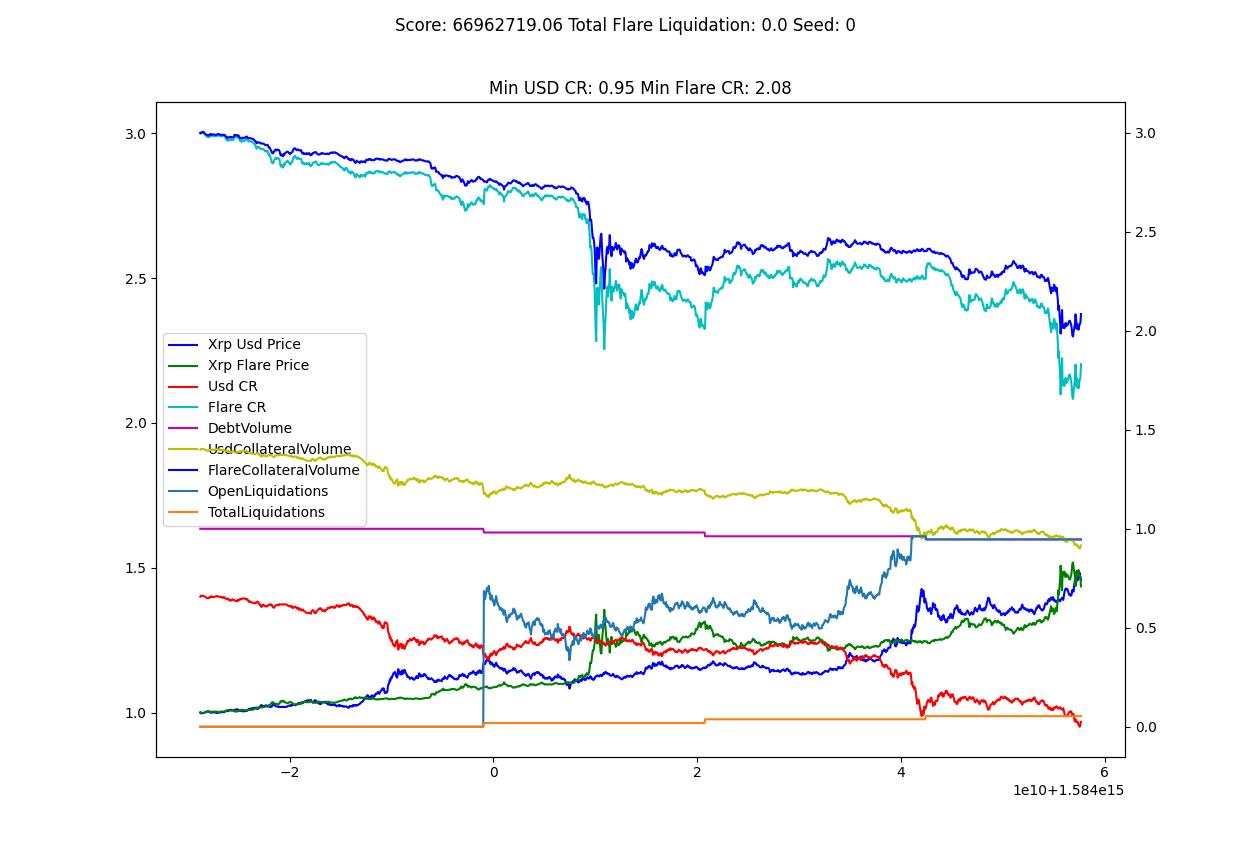 Score: 66962719.06 Total Flare Liquidation: 0.0 Seed: 0
Min USD CR: 0.95 Min Flare CR: 2.08
3.0
2.5
2.0
1.5
1.0
Xrp Usd Price
Xrp Flare Price
Usd CR
Flare CR
DebtVolume
UsdCollateralVolume
FlareCollateralVolume
OpenLiquidations
TotalLiquidations
3.0
2.5
2.0
1.5
1.0
0.5
0.0
−2
0
2
4
6
1e10+1.584e15